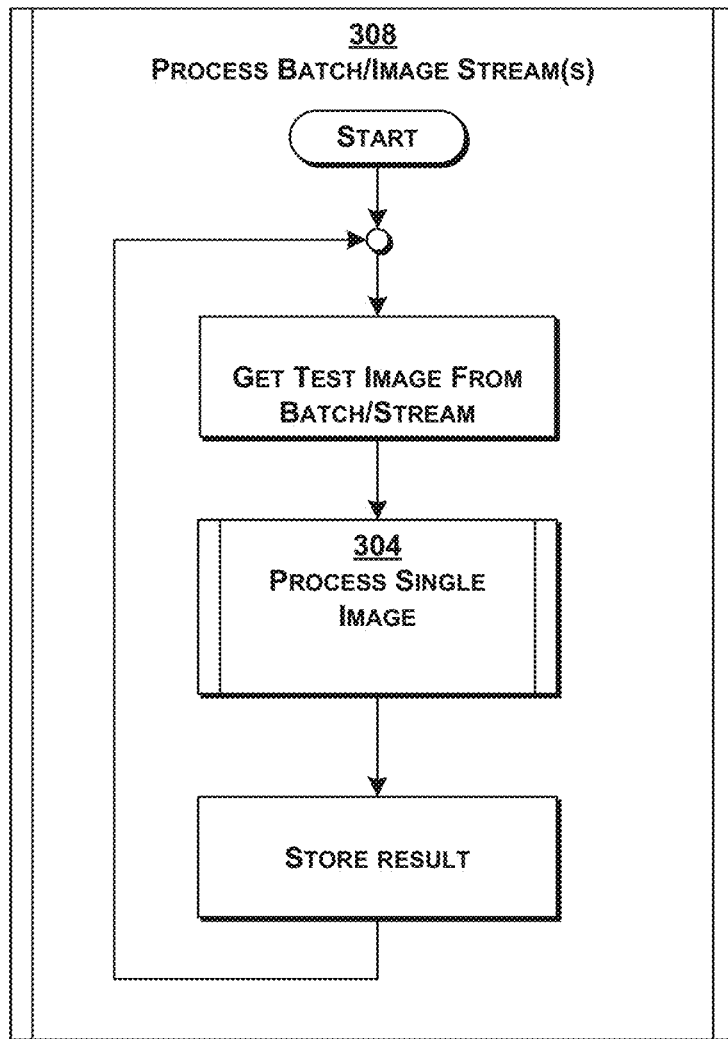 308
PROCESS BATCH/IMAGE STREAM(S)
START
GET TEST IMAGE FROM
BATCH/STREAM
304
PROCESS SINGLE
IMAGE
STORE RESULT